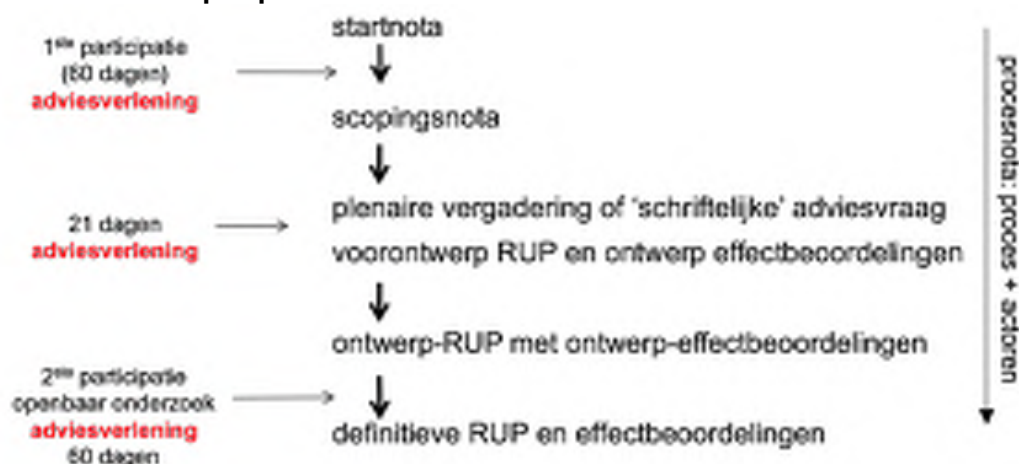 startnota
1ste participatie
(60 dagen)
adviesverlening
scopingsnota
21 dagen
adviesverlening
plenaire vergadering of 'schriftelijke' adviesvraag
voorontwerp RUP en ontwerp effectbeoordelingen
ontwerp-RUP met ontwerp-effectbeoordelingen
2de participatie
openbaar onderzoek
adviesverlening
60 dagen
definitieve RUP en effectbeoordelingen
procesnota: proces + actoren